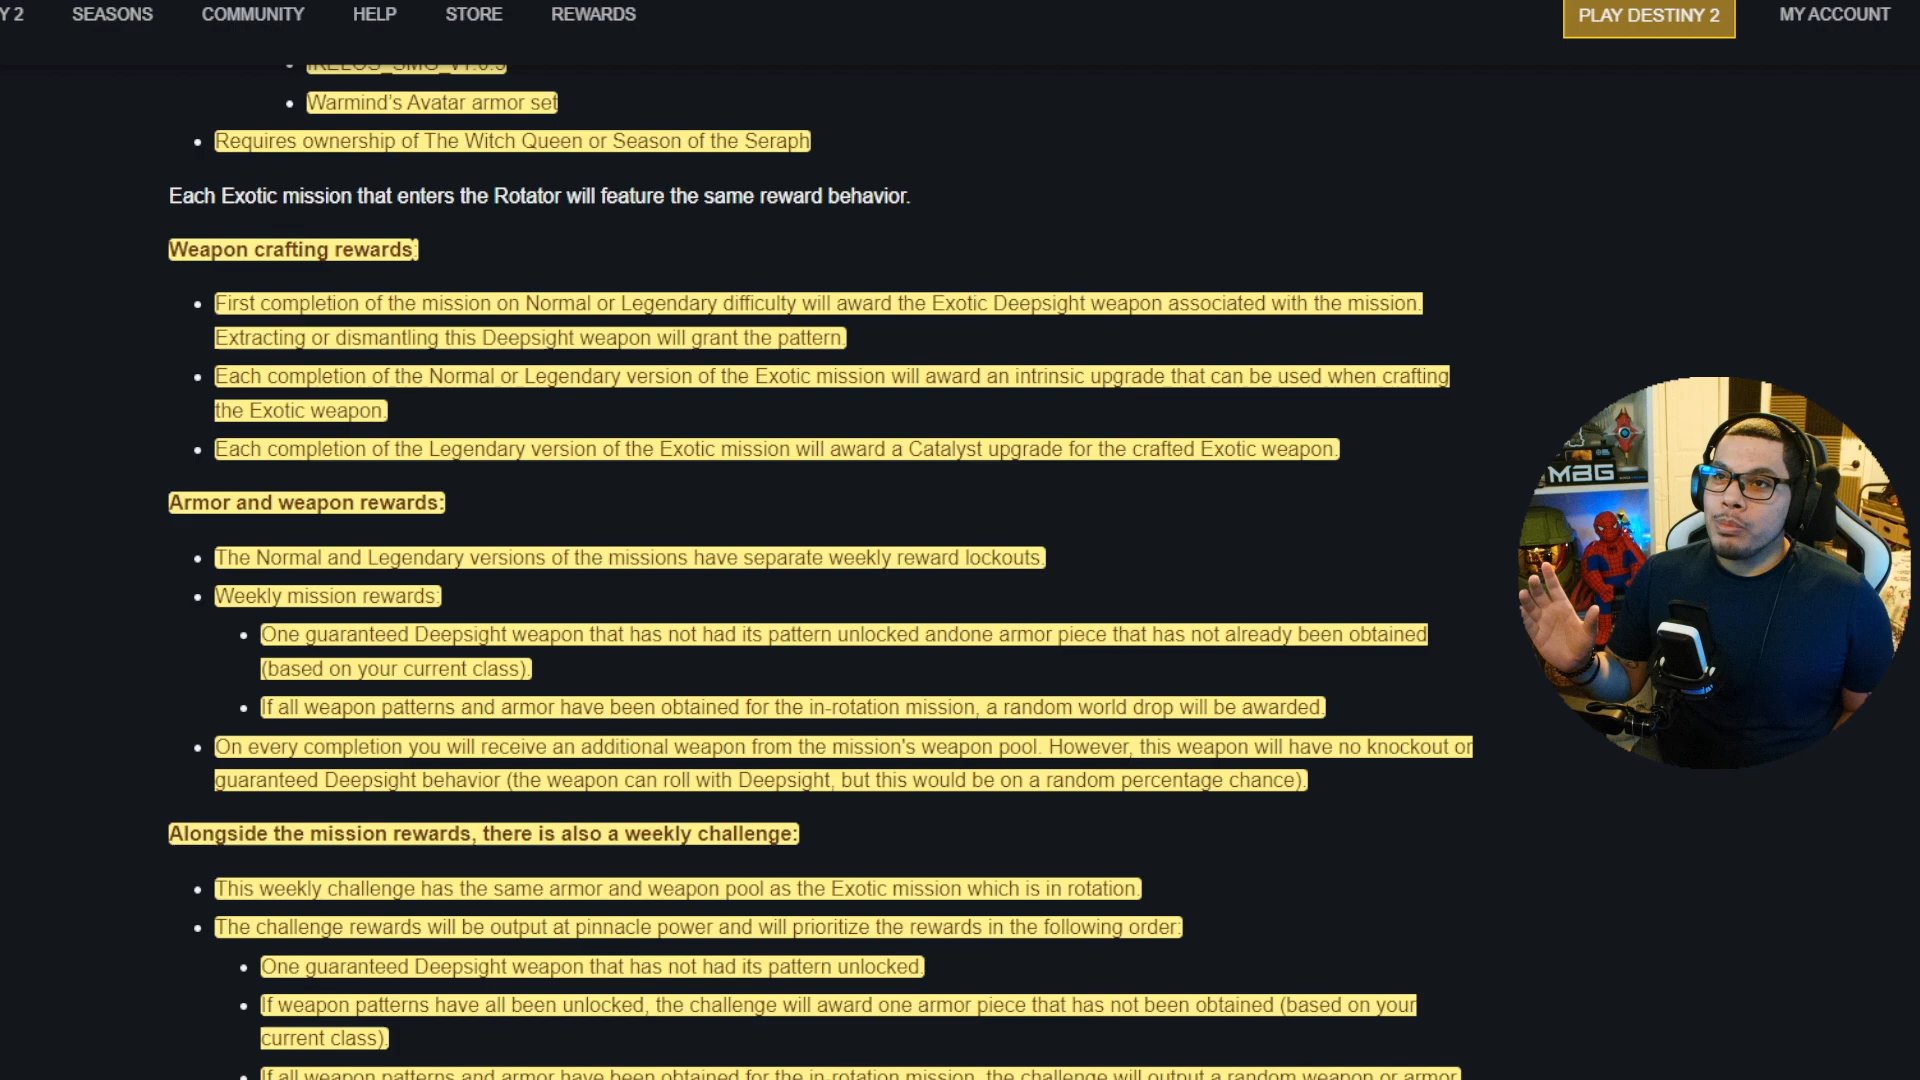 Y 2 SEASONS COMMUNITY HELP STORE REWARDS PLAY DESTINY 2 MY ACCOUNT
IKELOS_SMG_V1.0.3
Warmind's Avatar armor set
Requires ownership of The Witch Queen or Season of the Seraph
Each Exotic mission that enters the Rotator will feature the same reward behavior.
Weapon crafting rewards:
First completion of the mission on Normal or Legendary difficulty will award the Exotic Deepsight weapon associated with the mission.
Extracting or dismantling this Deepsight weapon will grant the pattern.
Each completion of the Normal or Legendary version of the Exotic mission will award an intrinsic upgrade that can be used when crafting
the Exotic weapon.
Each completion of the Legendary version of the Exotic mission will award a Catalyst upgrade for the crafted Exotic weapon.
MBG
Armor and weapon rewards:
The Normal and Legendary versions of the missions have separate weekly reward lockouts.
Weekly mission rewards:
One guaranteed Deepsight weapon that has not had its pattern unlocked andone armor piece that has not already been obtained
(based on your current class).
If all weapon patterns and armor have been obtained for the in-rotation mission, a random world drop will be awarded.
On every completion you will receive an additional weapon from the mission's weapon pool. However, this weapon will have no knockout or
guaranteed Deepsight behavior (the weapon can roll with Deepsight, but this would be on a random percentage chance).
Alongside the mission rewards, there is also a weekly challenge:
This weekly challenge has the same armor and weapon pool as the Exotic mission which is in rotation.
The challenge rewards will be output at pinnacle power and will prioritize the rewards in the following order:
One guaranteed Deepsight weapon that has not had its pattern unlocked.
If weapon patterns have all been unlocked, the challenge will award one armor piece that has not been obtained (based on your
current class).
If all weapon patterns and armor have been obtained for the in-rotation mission, the challenge will output a random weapon or armor